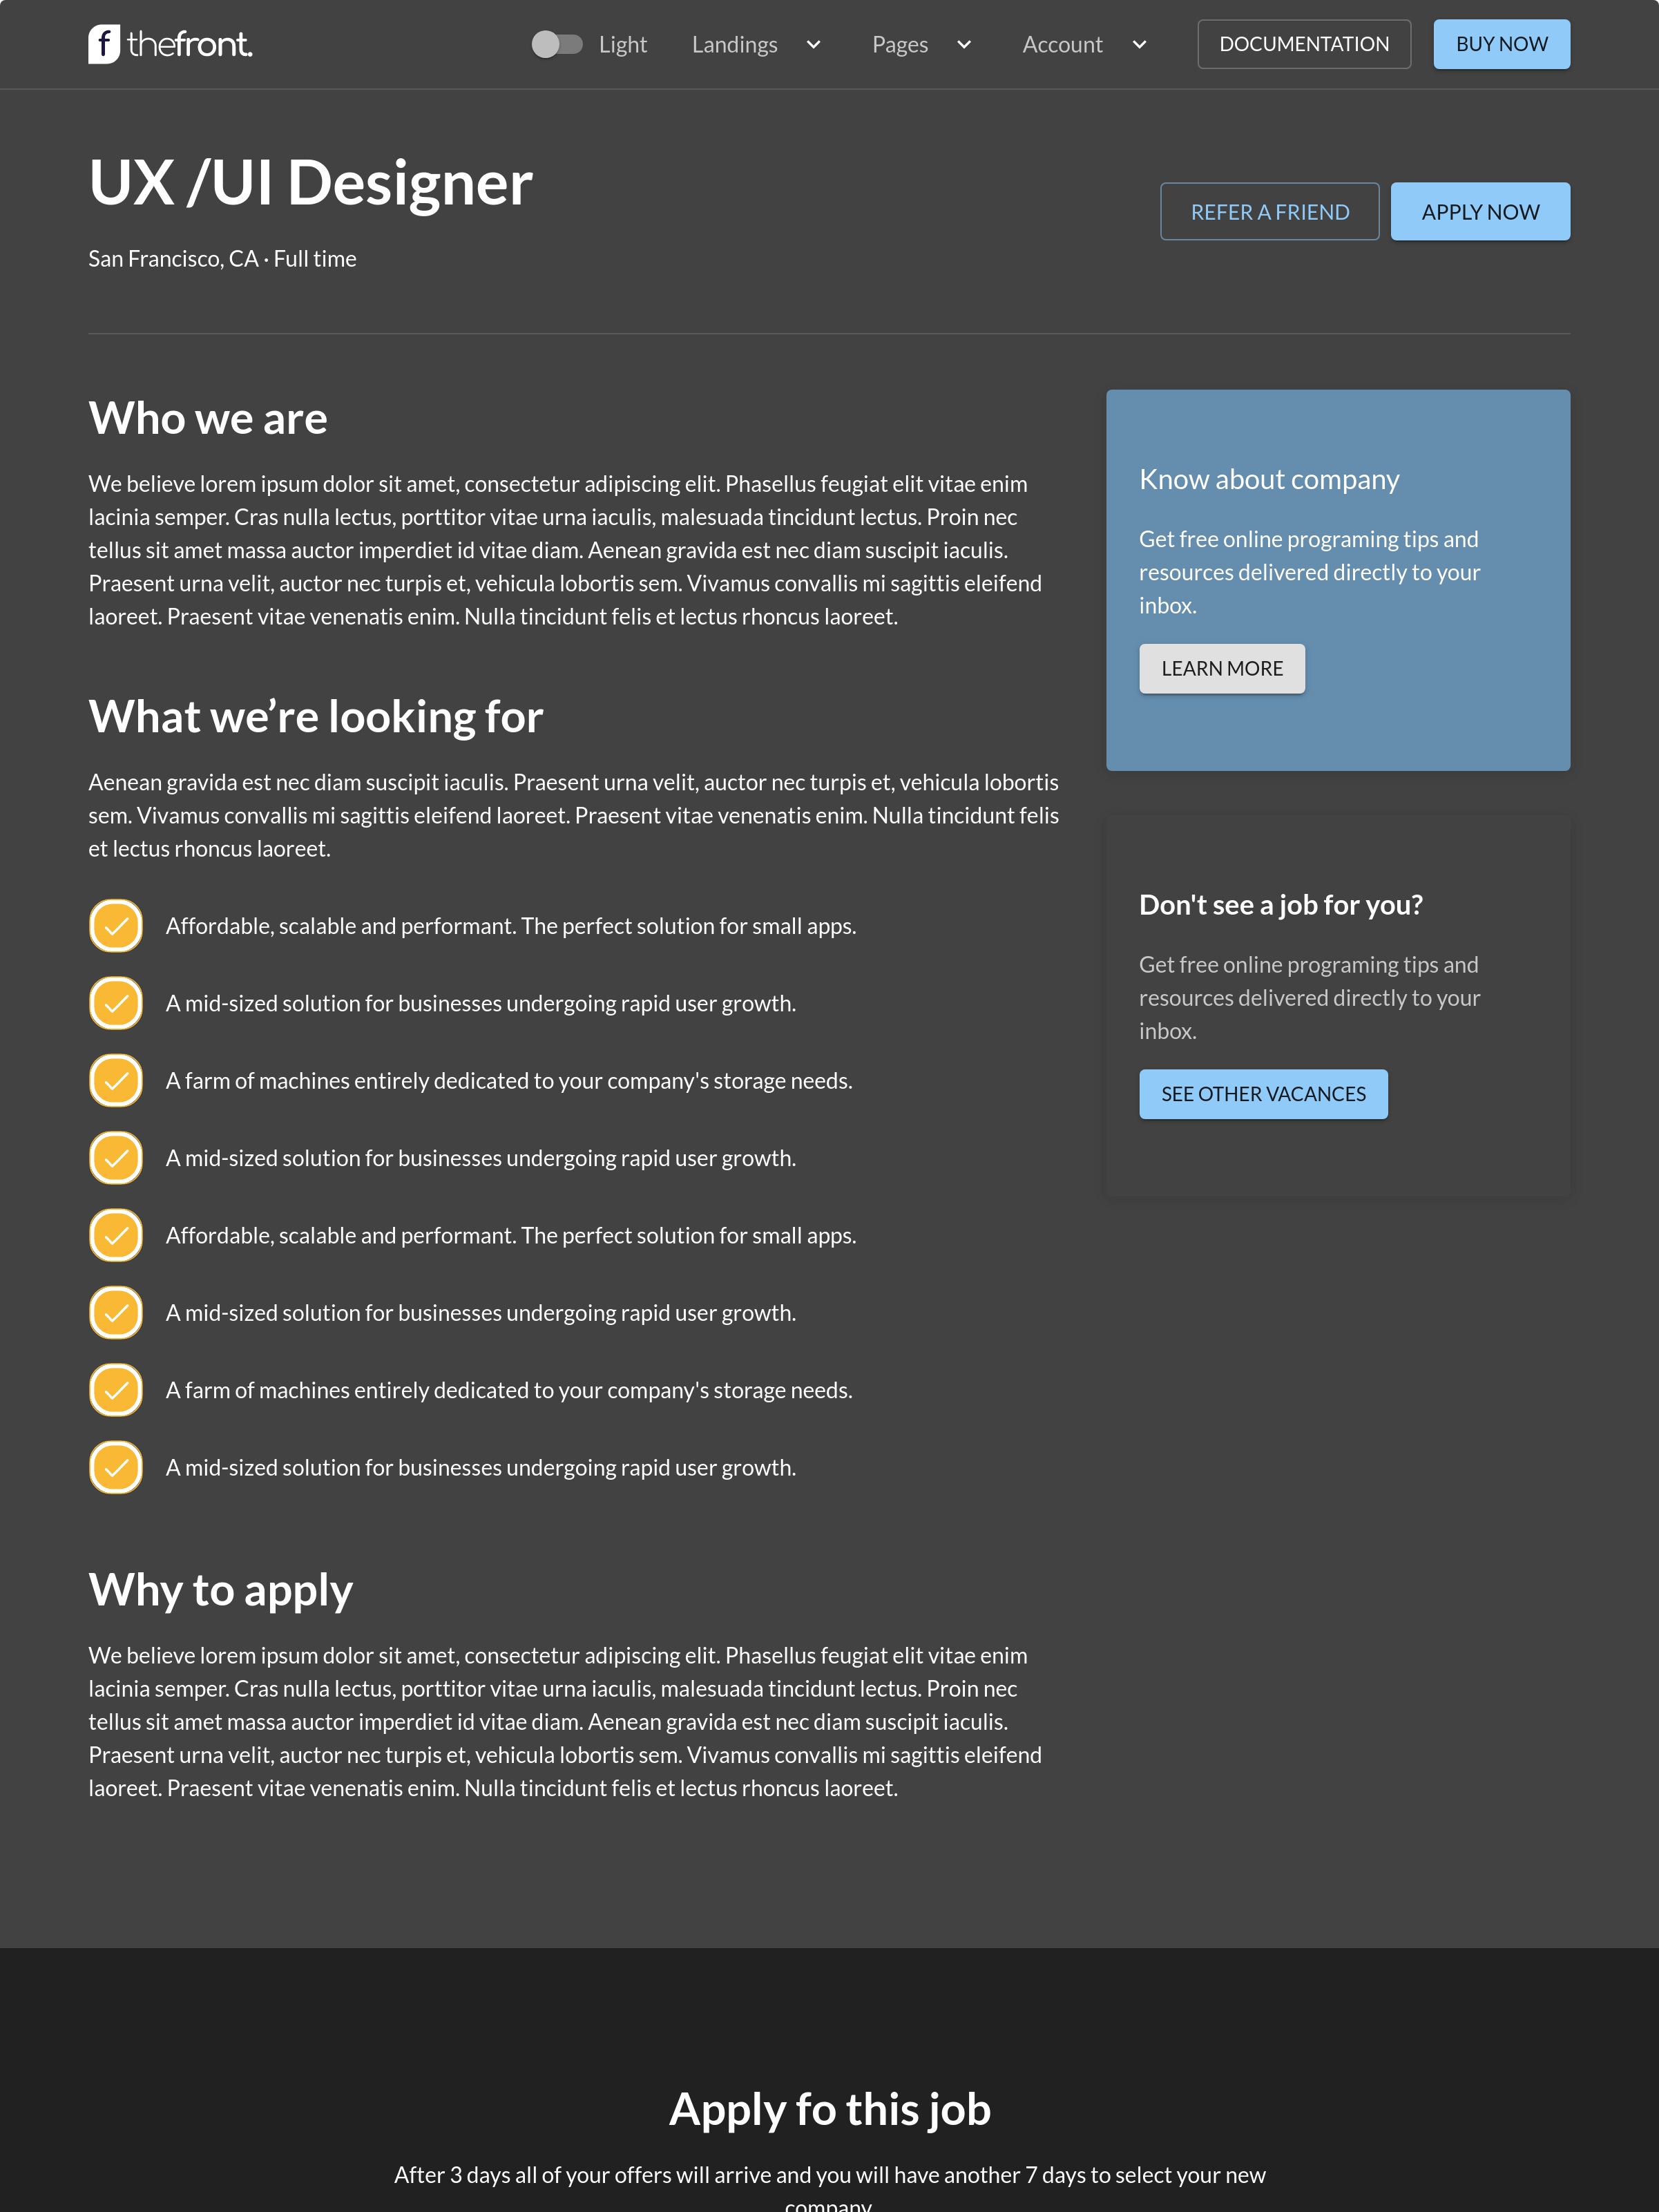 f thefront.
Light Landings Pages Account DOCUMENTATION BUY NOW
UX /UI Designer
San Francisco, CA · Full time
REFER A FRIEND APPLY NOW
Who we are
We believe lorem ipsum dolor sit amet, consectetur adipiscing elit. Phasellus feugiat elit vitae enim
lacinia semper. Cras nulla lectus, porttitor vitae urna iaculis, malesuada tincidunt lectus. Proin nec
tellus sit amet massa auctor imperdiet id vitae diam. Aenean gravida est nec diam suscipit iaculis.
Praesent urna velit, auctor nec turpis et, vehicula lobortis sem. Vivamus convallis mi sagittis eleifend
laoreet. Praesent vitae venenatis enim. Nulla tincidunt felis et lectus rhoncus laoreet.
What we’re looking for
Aenean gravida est nec diam suscipit iaculis. Praesent urna velit, auctor nec turpis et, vehicula lobortis
sem. Vivamus convallis mi sagittis eleifend laoreet. Praesent vitae venenatis enim. Nulla tincidunt felis
et lectus rhoncus laoreet.
Affordable, scalable and performant. The perfect solution for small apps.
A mid-sized solution for businesses undergoing rapid user growth.
A farm of machines entirely dedicated to your company's storage needs.
A mid-sized solution for businesses undergoing rapid user growth.
Affordable, scalable and performant. The perfect solution for small apps.
A mid-sized solution for businesses undergoing rapid user growth.
A farm of machines entirely dedicated to your company's storage needs.
A mid-sized solution for businesses undergoing rapid user growth.
Why to apply
We believe lorem ipsum dolor sit amet, consectetur adipiscing elit. Phasellus feugiat elit vitae enim
lacinia semper. Cras nulla lectus, porttitor vitae urna iaculis, malesuada tincidunt lectus. Proin nec
tellus sit amet massa auctor imperdiet id vitae diam. Aenean gravida est nec diam suscipit iaculis.
Praesent urna velit, auctor nec turpis et, vehicula lobortis sem. Vivamus convallis mi sagittis eleifend
laoreet. Praesent vitae venenatis enim. Nulla tincidunt felis et lectus rhoncus laoreet.
Know about company
Get free online programing tips and
resources delivered directly to your
inbox.
LEARN MORE
Don't see a job for you?
Get free online programing tips and
resources delivered directly to your
inbox.
SEE OTHER VACANCES
Apply fo this job
After 3 days all of your offers will arrive and you will have another 7 days to select your new
company